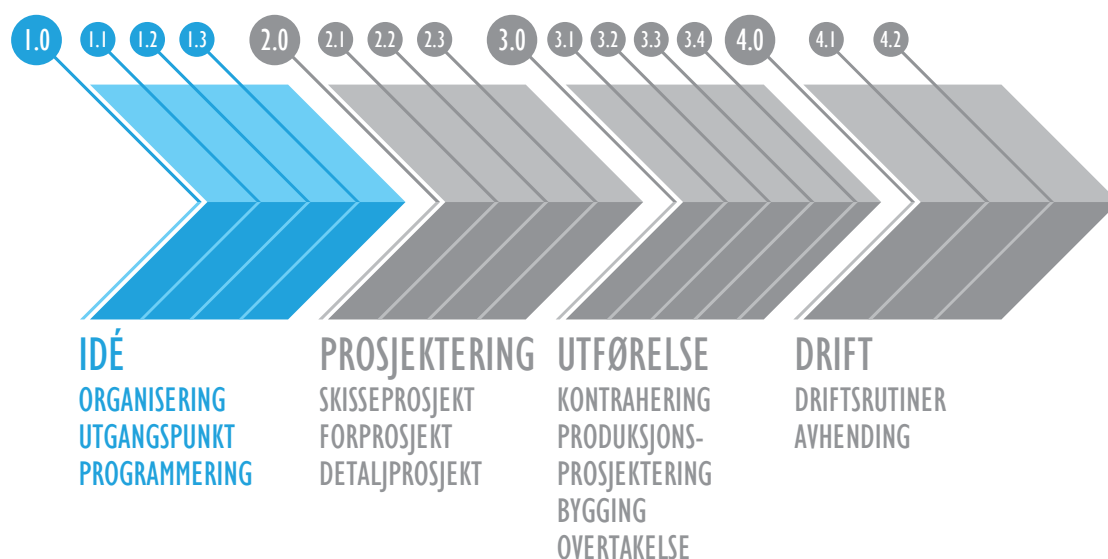 1.0 1.1 1.2 1.3 2.0 2.1 2.2 2.3 3.0 3.1 3.2 3.3 3.4 4.0 4.1 4.2
IDÉ
ORGANISERING
UTGANGSPUNKT
PROGRAMMERING
PROSJEKTERING
SKISSEPROSJEKT
FORPROSJEKT
DETALJPROSJEKT
UTFØRELSE
KONTRAHERING
PRODUKSJONS-
PROSJEKTERING
BYGGING
OVERTAKELSE
DRIFT
DRIFTSRUTINER
AVHENDING